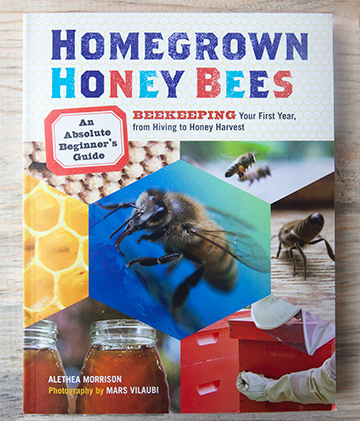 HOMEGROWN
HONEY BEES
An
Absolute
Beginner's
Guide
BEEKEEPING Your First Year,
from Hiving to Honey Harvest
ALETHEA MORRISON
Photography by MARS VILAUBI